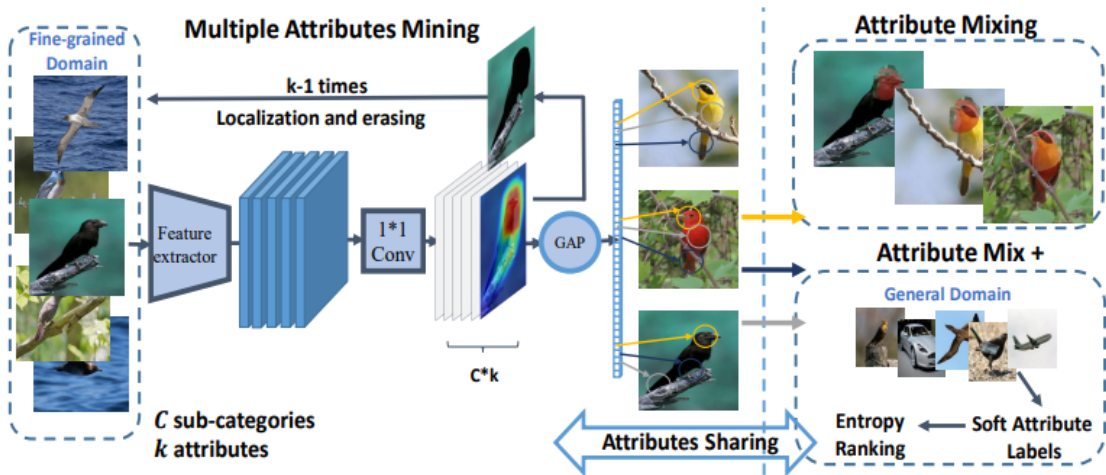 Multiple Attributes Mining
Attribute Mixing
Fine-grained
Domain
k-1 times
Localization and erasing
Feature
extractor
1*1
Conv
GAP
C*k
C sub-categories
k attributes
Attributes Sharing
Attribute Mix +
General Domain
Entropy
Ranking
Soft Attribute
Labels